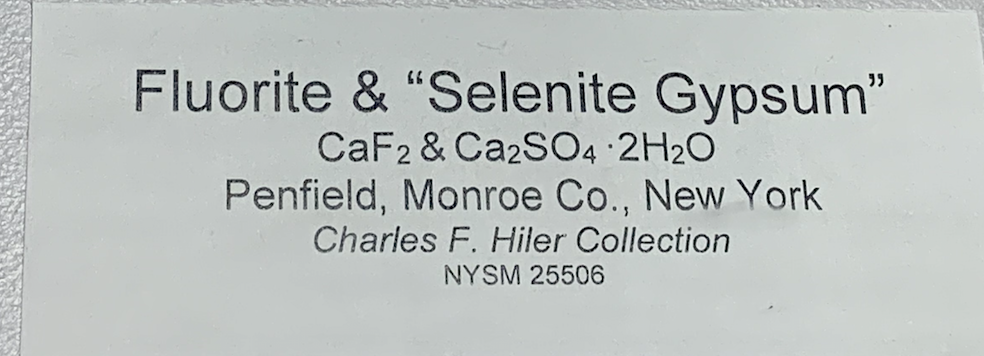 Fluorite & “Selenite Gypsum”
CaF₂ & Ca₂SO₄ ·2H₂O
Penfield, Monroe Co., New York
Charles F. Hiler Collection
NYSM 25506